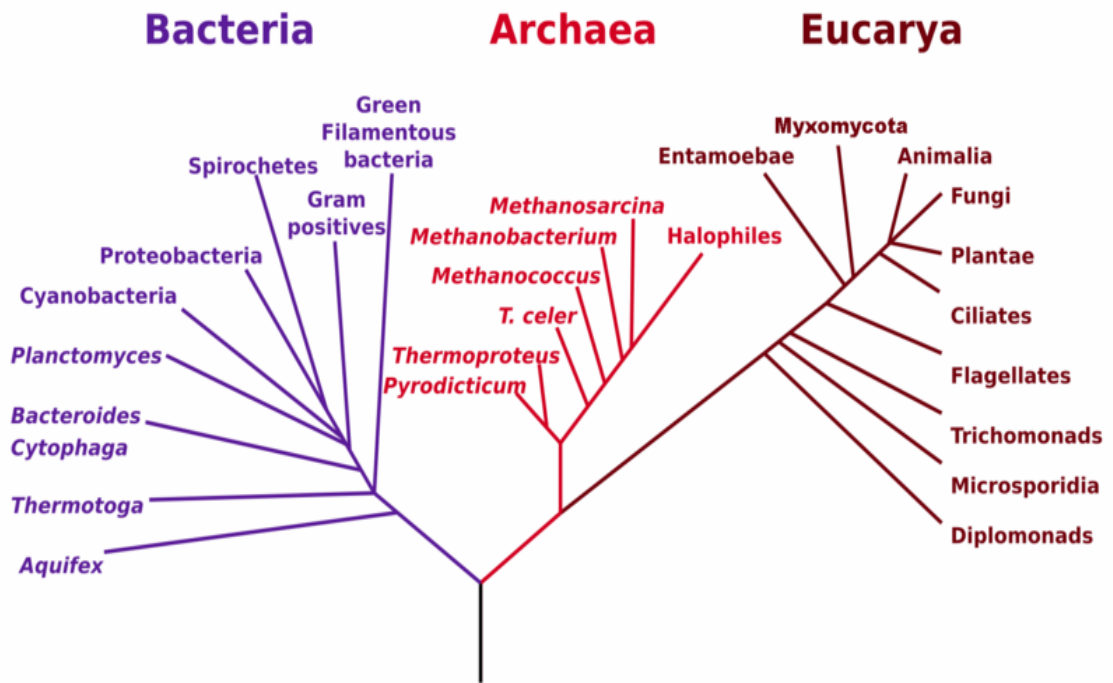 Bacteria
Archaea
Eucarya
Green
Filamentous
bacteria
Spirochetes
Gram
positives
Proteobacteria
Cyanobacteria
Planctomyces
Bacteroides
Cytophaga
Thermotoga
Aquifex
Methanosarcina
Methanobacterium
Halophiles
Methanococcus
T. celer
Thermoproteus
Pyrodicticum
Myxomycota
Entamoebae
Animalia
Fungi
Plantae
Ciliates
Flagellates
Trichomonads
Microsporidia
Diplomonads